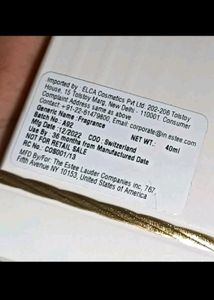 Imported by : ELCA Cosmetics Pvt Ltd. 202-208 Tolstoy
House, 15 Tolstoy Marg, New Delhi - 110001. Consumer
Complaint Address same as above
Contact : +91-22-61479800, Email: corporate@in.estee.com
Generic Name : Fragrance
Batch No. : A92
Mfg Date : 12/2022 COO : Switzerland N.W.: 40ml
Use By : 36 months from Manufactured Date
NOT FOR RETAIL SALE
RC No. COS001/13
MFD By/For: The Estee Lauder Companies Inc, 767,
Fifth Avenue NY 10153, United States of America